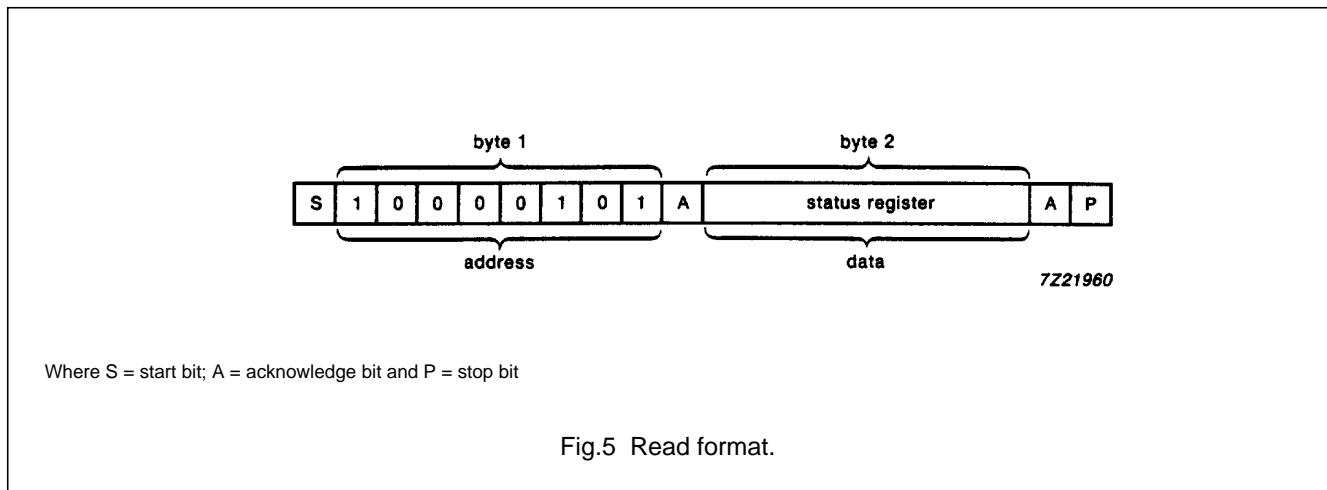 byte 1 byte 2
S 1 0 0 0 0 1 0 1 A status register A P
address data
7Z21960
Where S = start bit; A = acknowledge bit and P = stop bit
Fig.5 Read format.